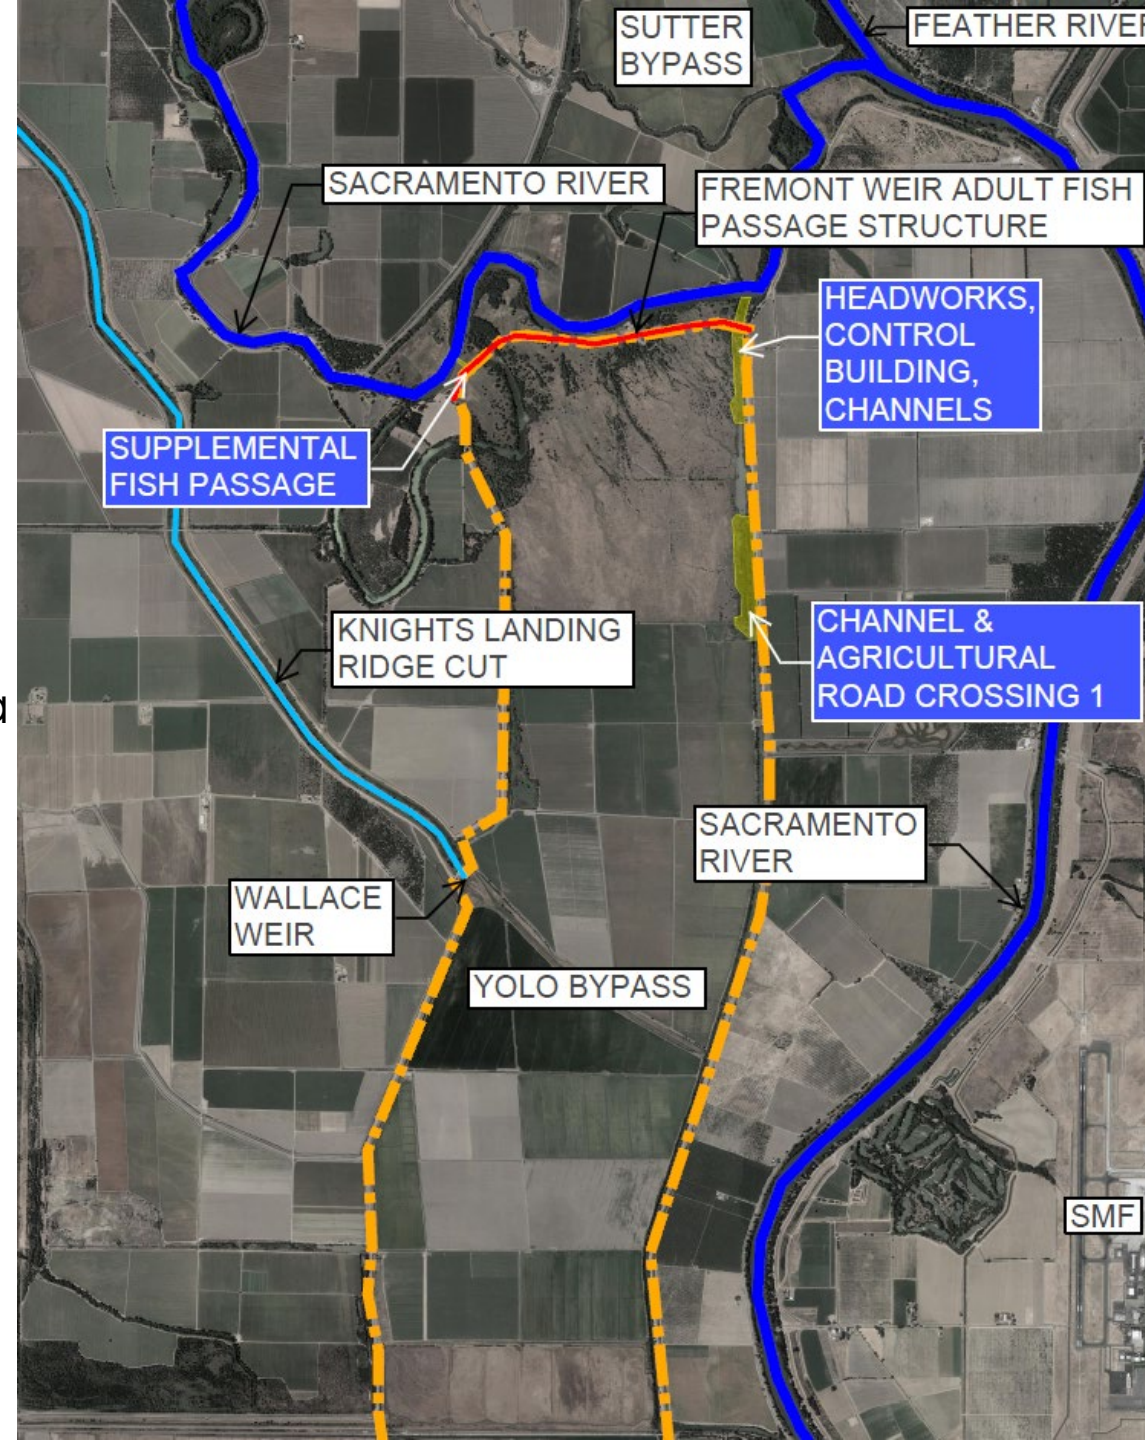 SUTTER
BYPASS
FEATHER RIVER
SACRAMENTO RIVER
FREMONT WEIR ADULT FISH
PASSAGE STRUCTURE
HEADWORKS,
CONTROL
BUILDING,
CHANNELS
SUPPLEMENTAL
FISH PASSAGE
KNIGHTS LANDING
RIDGE CUT
CHANNEL &
AGRICULTURAL
ROAD CROSSING 1
SACRAMENTO
RIVER
WALLACE
WEIR
YOLO BYPASS
SMF